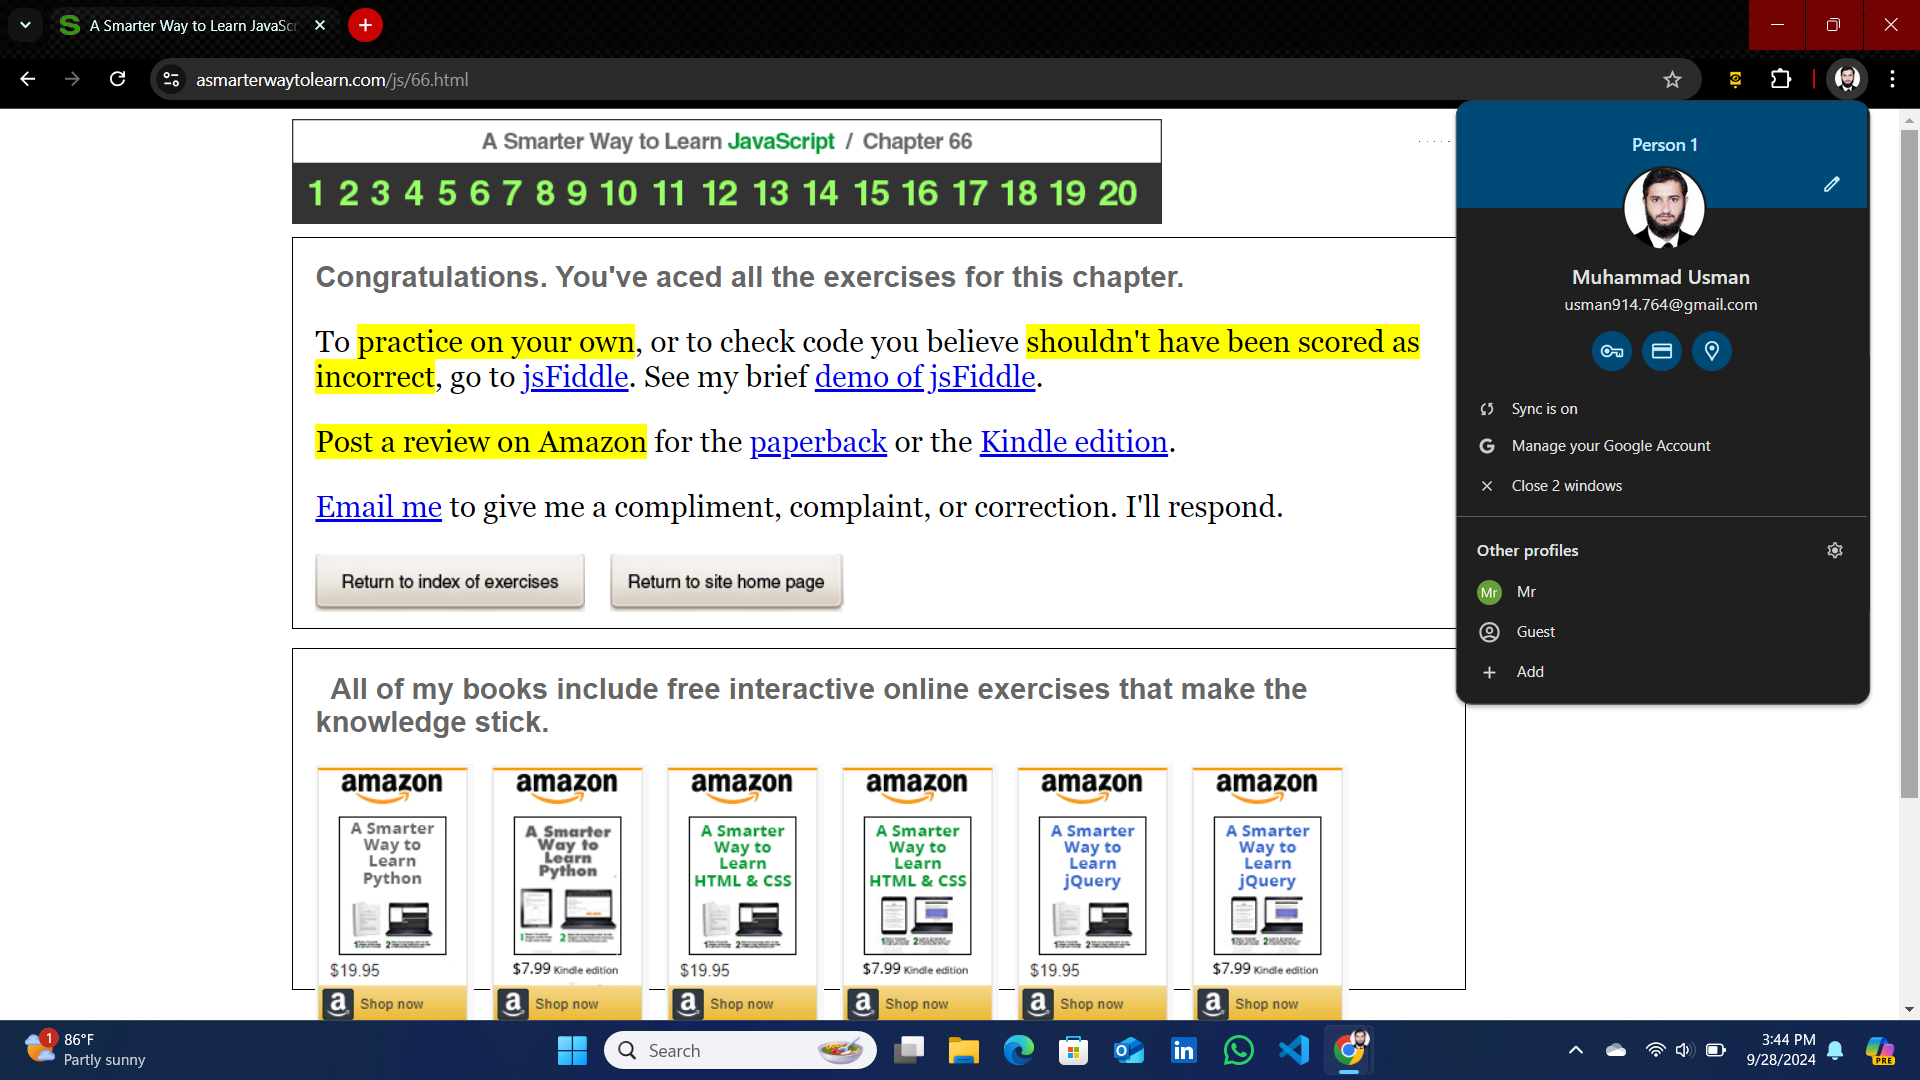 A Smarter Way to Learn JavaScr
asmarterwaytolearn.com/js/66.html
A Smarter Way to Learn JavaScript / Chapter 66
1 2 3 4 5 6 7 8 9 10 11 12 13 14 15 16 17 18 19 20
Congratulations. You've aced all the exercises for this chapter.
To practice on your own, or to check code you believe shouldn't have been scored as
incorrect, go to jsFiddle. See my brief demo of jsFiddle.
Post a review on Amazon for the paperback or the Kindle edition.
Email me to give me a compliment, complaint, or correction. I'll respond.
Return to index of exercises
Return to site home page
Person 1
Muhammad Usman
usman914.764@gmail.com
Sync is on
Manage your Google Account
Close 2 windows
Other profiles
Mr Mr
Guest
Add
All of my books include free interactive online exercises that make the
knowledge stick.
amazon
A Smarter
Way to
Learn
Python
$19.95
a Shop now
amazon
A Smarter
Way to
Learn
Python
$7.99 Kindle edition
a Shop now
amazon
A Smarter
Way to
Learn
HTML & CSS
$19.95
a Shop now
amazon
A Smarter
Way to
Learn
HTML & CSS
$7.99 Kindle edition
a Shop now
amazon
A Smarter
Way to
Learn
jQuery
$19.95
a Shop now
amazon
A Smarter
Way to
Learn
jQuery
$7.99 Kindle edition
a Shop now
1
86°F
Partly sunny
Search
in
PRE
3:44 PM
9/28/2024